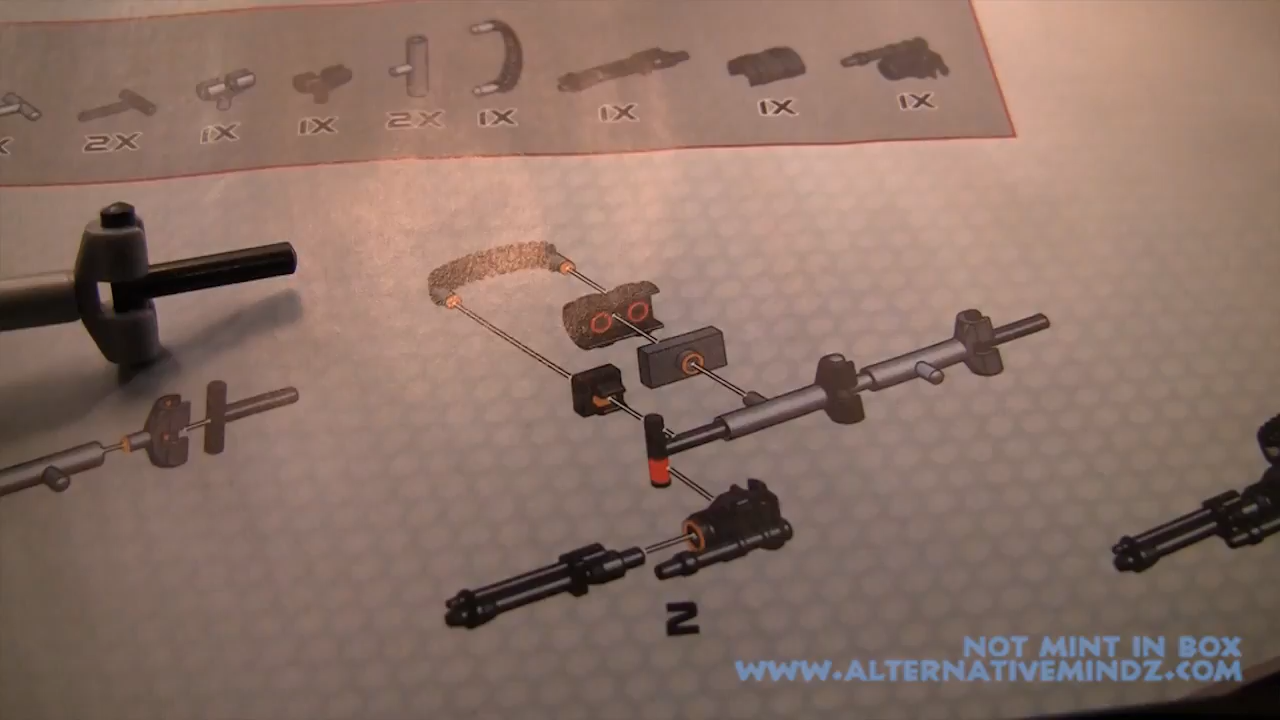 2X 1X 1X 2X 1X 1X 1X 1X
2
NOT MINT IN BOX
WWW.ALTERNATIVEMINDZ.COM